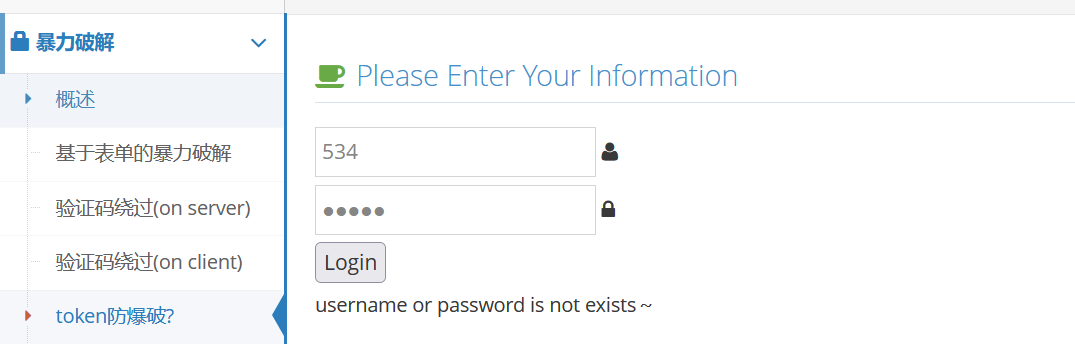 暴力破解
概述
基于表单的暴力破解
验证码绕过(on server)
验证码绕过(on client)
token防爆破?
Please Enter Your Information
534
Login
username or password is not exists～